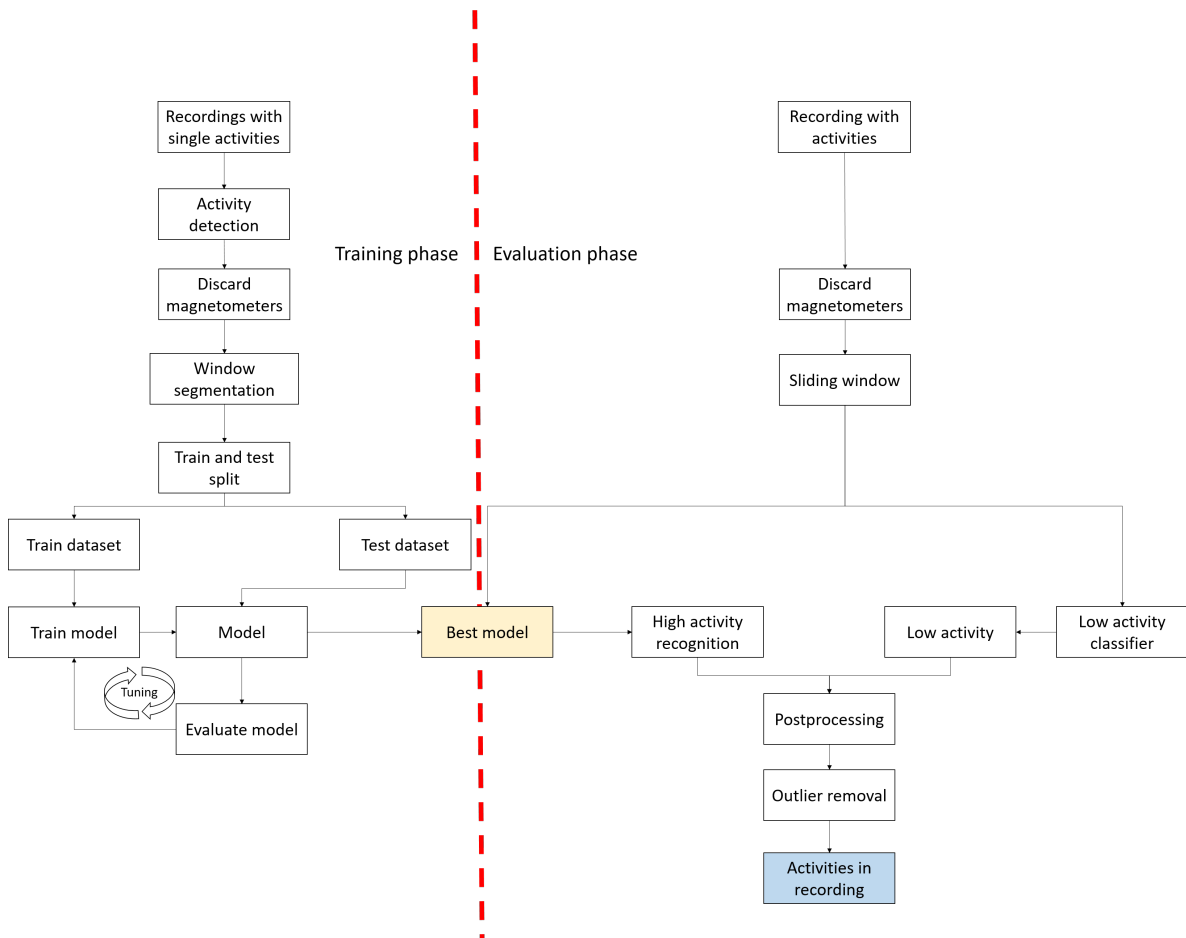 Recordings with
single activities
Activity
detection
Discard
magnetometers
Window
segmentation
Train and test
split
Train dataset
Test dataset
Train model
Model
Tuning
Evaluate model
Training phase
Evaluation phase
Best model
Recording with
activities
Discard
magnetometers
Sliding window
High activity
recognition
Low activity
Low activity
classifier
Postprocessing
Outlier removal
Activities in
recording